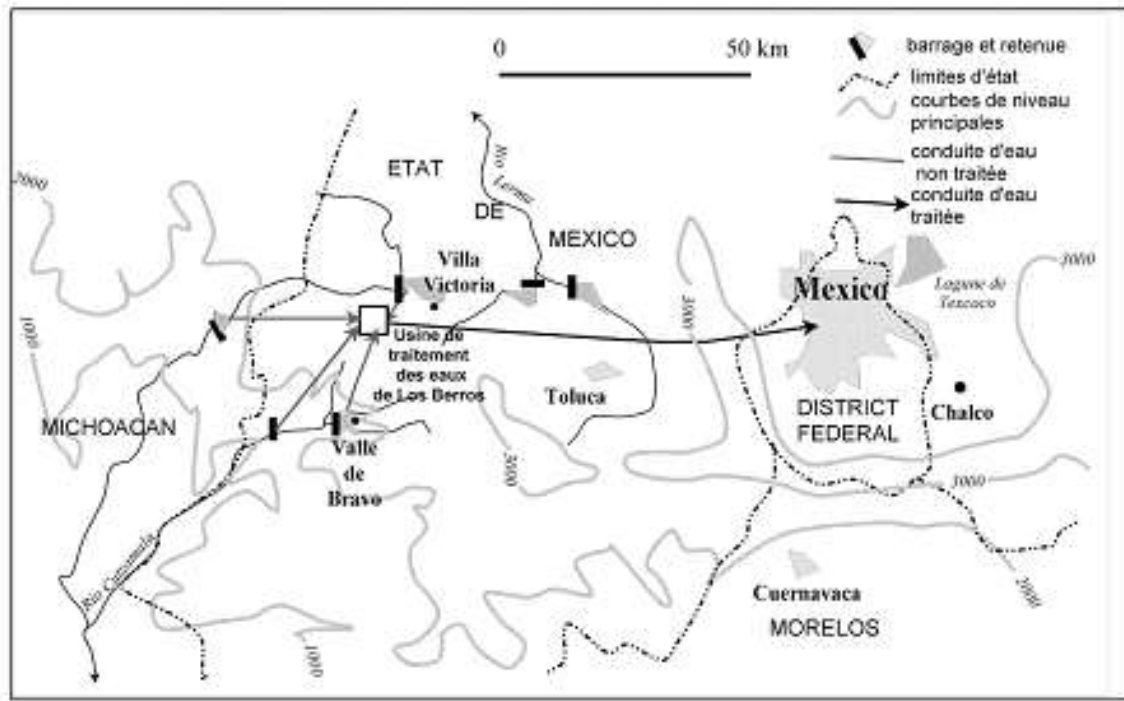 0 50 km
barrage et retenue
limites d'état
courbes de niveau
principales
conduite d'eau
non traitée
conduite d'eau
traitée
2000
ETAT
Rio
Lerma
DE
MEXICO
Villa
Victoria
3000
3000
Mexico
Lagune de
Texcoco
1000
Usine de
traitement
des eaux
de Los Berros
Toluca
MICHOACAN
Valle
de
Bravo
3000
DISTRICT
FEDERAL
Chalco
3000
Cuernavaca
MORELOS
2000
1000